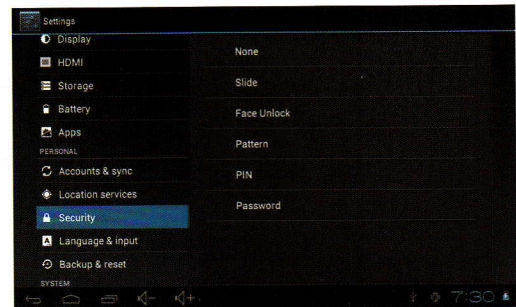 Settings
Display
HDMI
Storage
Battery
Apps
PERSONAL
Accounts & sync
Location services
Security
Language & input
Backup & reset
SYSTEM
None
Slide
Face Unlock
Pattern
PIN
Password
7:30